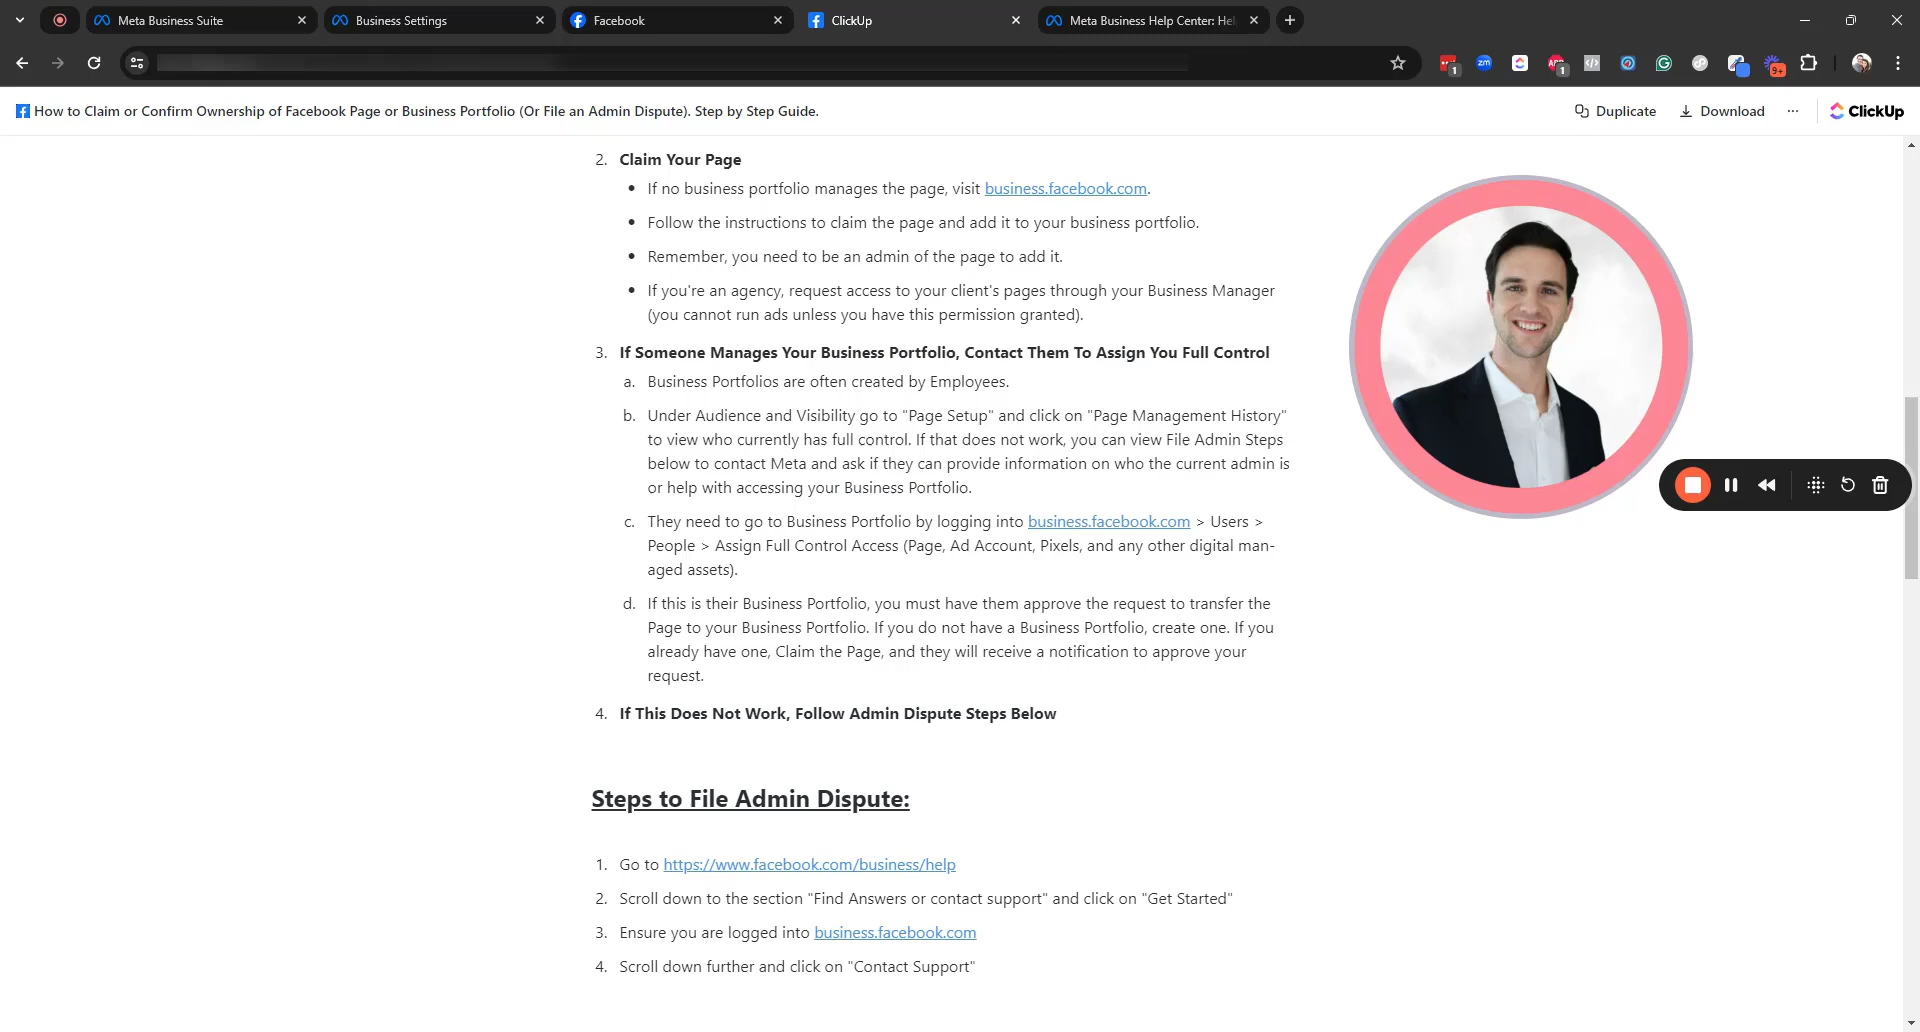 Meta Business Suite
Business Settings
Facebook
ClickUp
Meta Business Help Center: Hel
zm
1
ABP
1
9+
How to Claim or Confirm Ownership of Facebook Page or Business Portfolio (Or File an Admin Dispute). Step by Step Guide.
Duplicate
Download
ClickUp
2. Claim Your Page
• If no business portfolio manages the page, visit business.facebook.com.
• Follow the instructions to claim the page and add it to your business portfolio.
• Remember, you need to be an admin of the page to add it.
• If you're an agency, request access to your client's pages through your Business Manager
(you cannot run ads unless you have this permission granted).
3. If Someone Manages Your Business Portfolio, Contact Them To Assign You Full Control
a. Business Portfolios are often created by Employees.
b. Under Audience and Visibility go to "Page Setup" and click on "Page Management History"
to view who currently has full control. If that does not work, you can view File Admin Steps
below to contact Meta and ask if they can provide information on who the current admin is
or help with accessing your Business Portfolio.
c. They need to go to Business Portfolio by logging into business.facebook.com > Users >
People > Assign Full Control Access (Page, Ad Account, Pixels, and any other digital man-
aged assets).
d. If this is their Business Portfolio, you must have them approve the request to transfer the
Page to your Business Portfolio. If you do not have a Business Portfolio, create one. If you
already have one, Claim the Page, and they will receive a notification to approve your
request.
4. If This Does Not Work, Follow Admin Dispute Steps Below
Steps to File Admin Dispute:
1. Go to https://www.facebook.com/business/help
2. Scroll down to the section "Find Answers or contact support" and click on "Get Started"
3. Ensure you are logged into business.facebook.com
4. Scroll down further and click on "Contact Support"